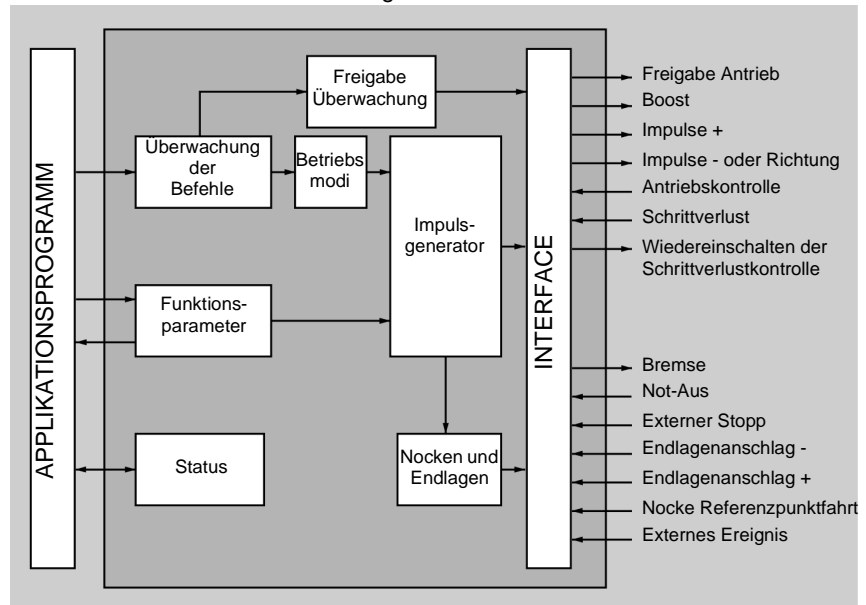 APPLIKATIONSPROGRAMM
Freigabe
Überwachung
Überwachung
der
Befehle
Betriebs
modi
Impuls-
generator
Funktions-
parameter
Status
Nocken und
Endlagen
INTERFACE
Freigabe Antrieb
Boost
Impulse +
Impulse - oder Richtung
Antriebskontrolle
Schrittverlust
Wiedereinschalten der
Schrittverlustkontrolle
Bremse
Not-Aus
Externer Stopp
Endlagenanschlag -
Endlagenanschlag +
Nocke Referenzpunktfahrt
Externes Ereignis